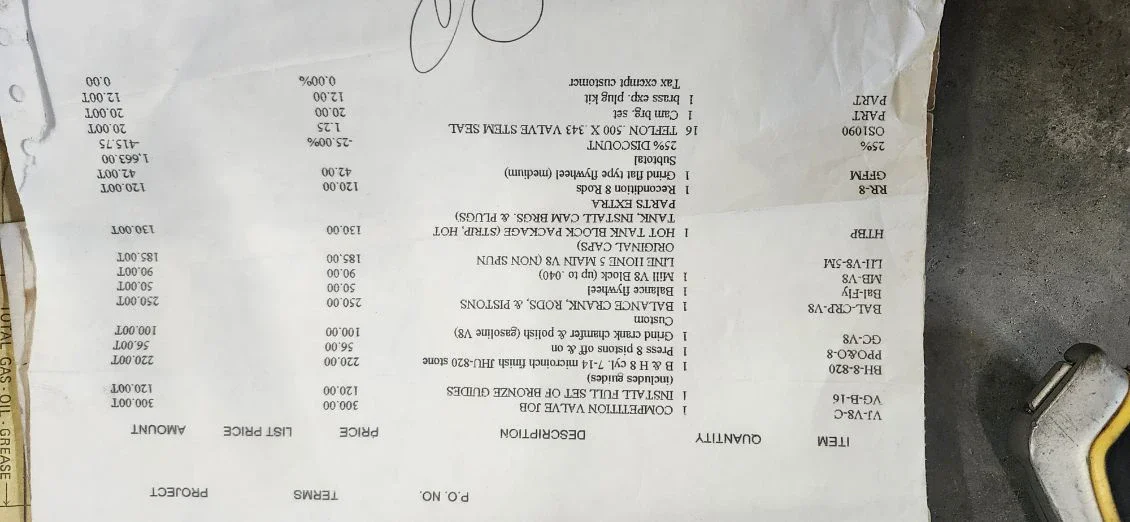 P.O. NO. TERMS PROJECT
ITEM QUANTITY DESCRIPTION PRICE LIST PRICE AMOUNT
VJ-V8-C 1 COMPETITION VALVE JOB 300.00 300.00T
VG-B-16 1 INSTALL FULL SET OF BRONZE GUIDES 120.00 120.00T
(includes guides)
BH-8-820 1 B & H 8 cyl. 7-14 microinch finish JHU-820 stone 220.00 220.00T
PPO&O-8 1 Press 8 pistons off & on 56.00 56.00T
GC-V8 1 Grind crank chamfer & polish (gasoline V8) 100.00 100.00T
Custom
BAL-CRP-V8 1 BALANCE CRANK, RODS, & PISTONS 250.00 250.00T
Bal-Fly 1 Balance flywheel 50.00 50.00T
MB-V8 1 Mill V8 Block (up to .040) 90.00 90.00T
LH-V8-5M LINE HONE 5 MAIN V8 (NON SPUN 185.00 185.00T
ORIGINAL CAPS)
HTBP 1 HOT TANK BLOCK PACKAGE (STRIP, HOT 130.00 130.00T
TANK, INSTALL CAM BRGS. & PLUGS)
PARTS EXTRA
RR-8 1 Recondition 8 Rods 120.00 120.00T
GFFM 1 Grind flat type flywheel (medium) 42.00 42.00T
Subtotal 1,663.00
25% 25% DISCOUNT -25.00% -415.75
OS1090 16 TEFLON .500 X .343 VALVE STEM SEAL 1.25 20.00T
PART 1 Cam brg. set 20.00 20.00T
PART 1 brass exp. plug kit 12.00 12.00T
Tax exempt customer 0.00% 0.00
TOTAL GAS - OIL - GREASE →